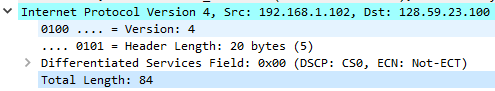 Internet Protocol Version 4, Src: 192.168.1.102, Dst: 128.59.23.100
0100 .... = Version: 4
.... 0101 = Header Length: 20 bytes (5)
Differentiated Services Field: 0x00 (DSCP: CS0, ECN: Not-ECT)
Total Length: 84